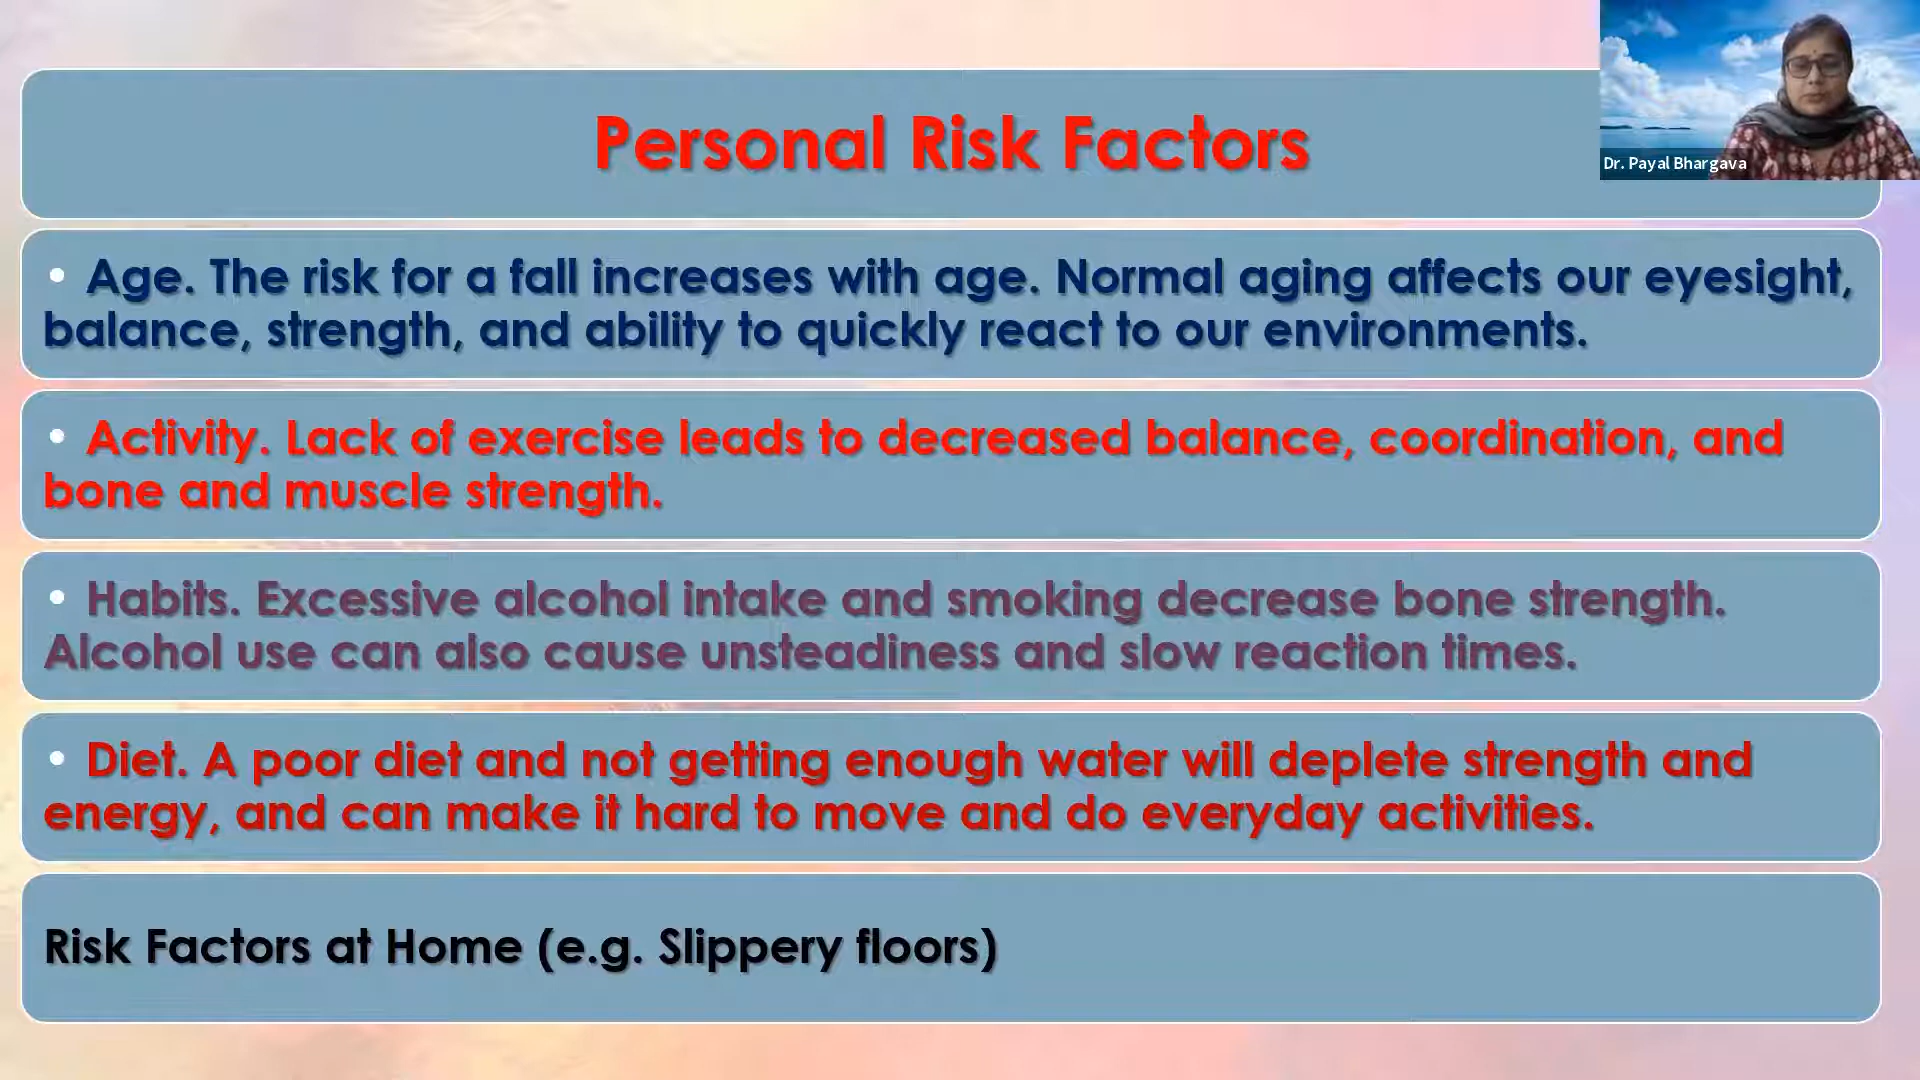 Personal Risk Factors
Dr. Payal Bhargava
• Age. The risk for a fall increases with age. Normal aging affects our eyesight,
balance, strength, and ability to quickly react to our environments.
• Activity. Lack of exercise leads to decreased balance, coordination, and
bone and muscle strength.
• Habits. Excessive alcohol intake and smoking decrease bone strength.
Alcohol use can also cause unsteadiness and slow reaction times.
• Diet. A poor diet and not getting enough water will deplete strength and
energy, and can make it hard to move and do everyday activities.
Risk Factors at Home (e.g. Slippery floors)